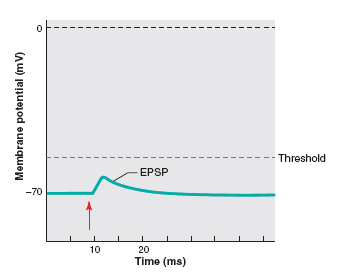 Membrane potential (mV)
0
Threshold
EPSP
–70
10 20
Time (ms)